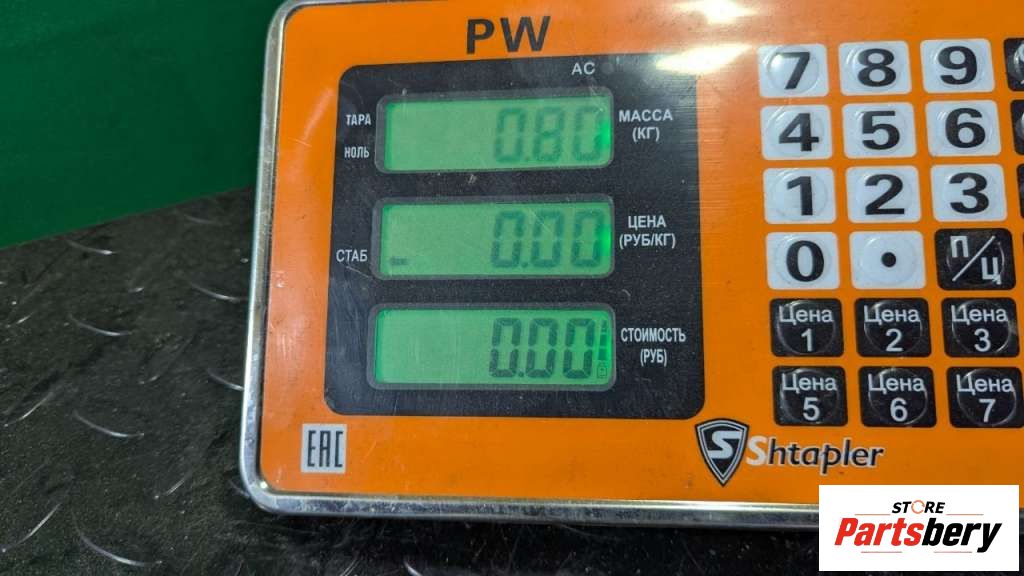 PW
AC
ТАРА
НОЛЬ
0.80
МАССА
(КГ)
СТАБ
0.00
ЦЕНА
(РУБ/КГ)
0.00
СТОИМОСТЬ
(РУБ)
7 8 9
4 5 6
1 2 3
0 . П/Ц
Цена 1
Цена 2
Цена 3
Цена 5
Цена 6
Цена 7
EAC
S Shtapler
STORE
Partsbery